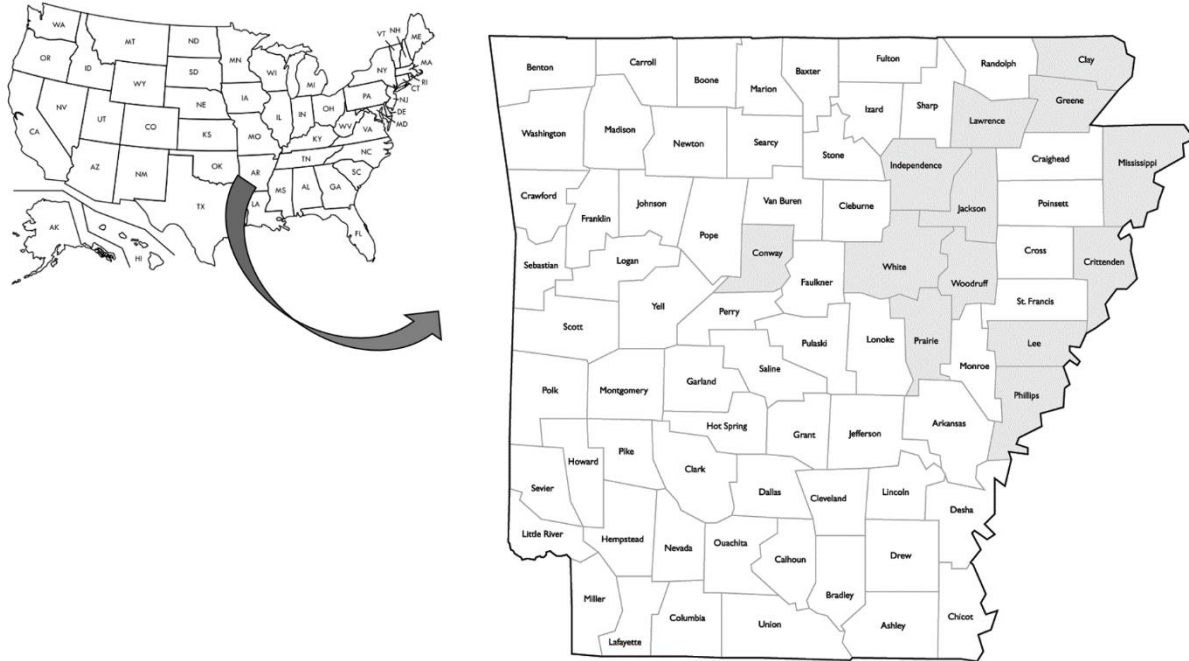 WA
MT
ND
MN
VT
NH
ME
OR
ID
SD
WI
NY
MA
WY
MI
RI
CT
NV
NE
IA
PA
NJ
UT
IL
IN
OH
DE
CA
CO
KS
MO
WV
VA
MD
KY
AZ
NM
OK
AR
TN
NC
SC
TX
LA
MS
AL
GA
FL
AK
HI
Benton
Carroll
Boone
Marion
Baxter
Fulton
Randolph
Clay
Greene
Washington
Madison
Newton
Searcy
Stone
Izard
Sharp
Lawrence
Independence
Craighead
Mississippi
Crawford
Franklin
Johnson
Pope
Van Buren
Cleburne
Jackson
Poinsett
Sebastian
Logan
Conway
Faulkner
White
Woodruff
Cross
Crittenden
Scott
Yell
Perry
Pulaski
Lonoke
Prairie
St. Francis
Lee
Monroe
Polk
Montgomery
Garland
Saline
Phillips
Hot Spring
Grant
Jefferson
Arkansas
Howard
Pike
Clark
Sevier
Dallas
Cleveland
Lincoln
Desha
Little River
Hempstead
Nevada
Ouachita
Calhoun
Drew
Bradley
Miller
Lafayette
Columbia
Union
Ashley
Chicot